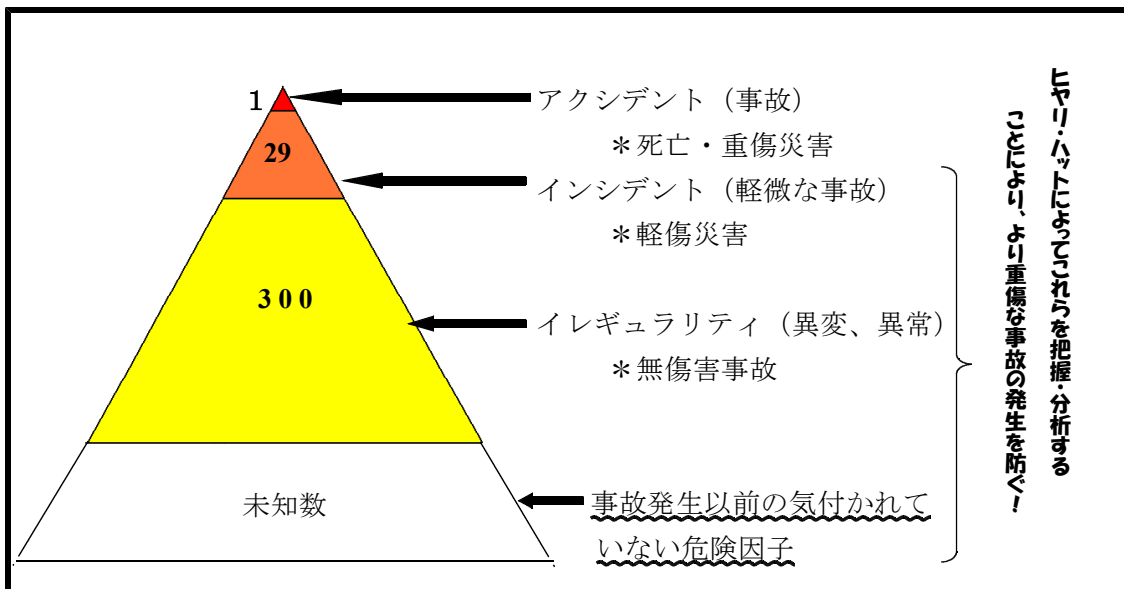 1
アクシデント（事故）
＊死亡・重傷災害
29
インシデント（軽微な事故）
＊軽傷災害
300
イレギュラリティ（異変、異常）
＊無傷害事故
未知数
事故発生以前の気付かれて
いない危険因子
ヒヤリ・ハットによってこれらを把握・分析する
ことにより、より重傷な事故の発生を防ぐ！